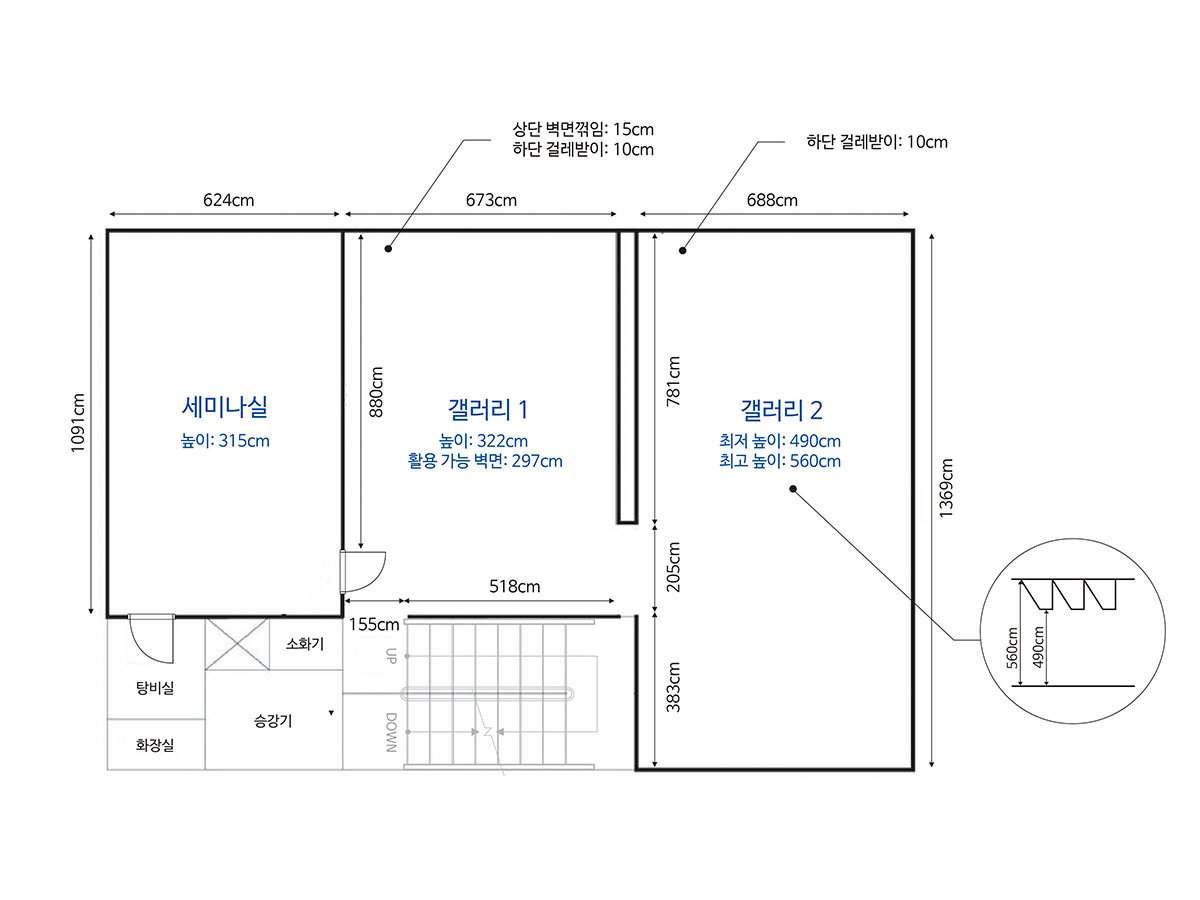 상단 벽면꺾임: 15cm
하단 걸레받이: 10cm
하단 걸레받이: 10cm
624cm
673cm
688cm
1091cm
880cm
781cm
1369cm
세미나실
높이: 315cm
갤러리 1
높이: 322cm
활용 가능 벽면: 297cm
갤러리 2
최저 높이: 490cm
최고 높이: 560cm
205cm
518cm
155cm
383cm
560cm
490cm
소화기
탕비실
승강기
화장실
UP
DOWN